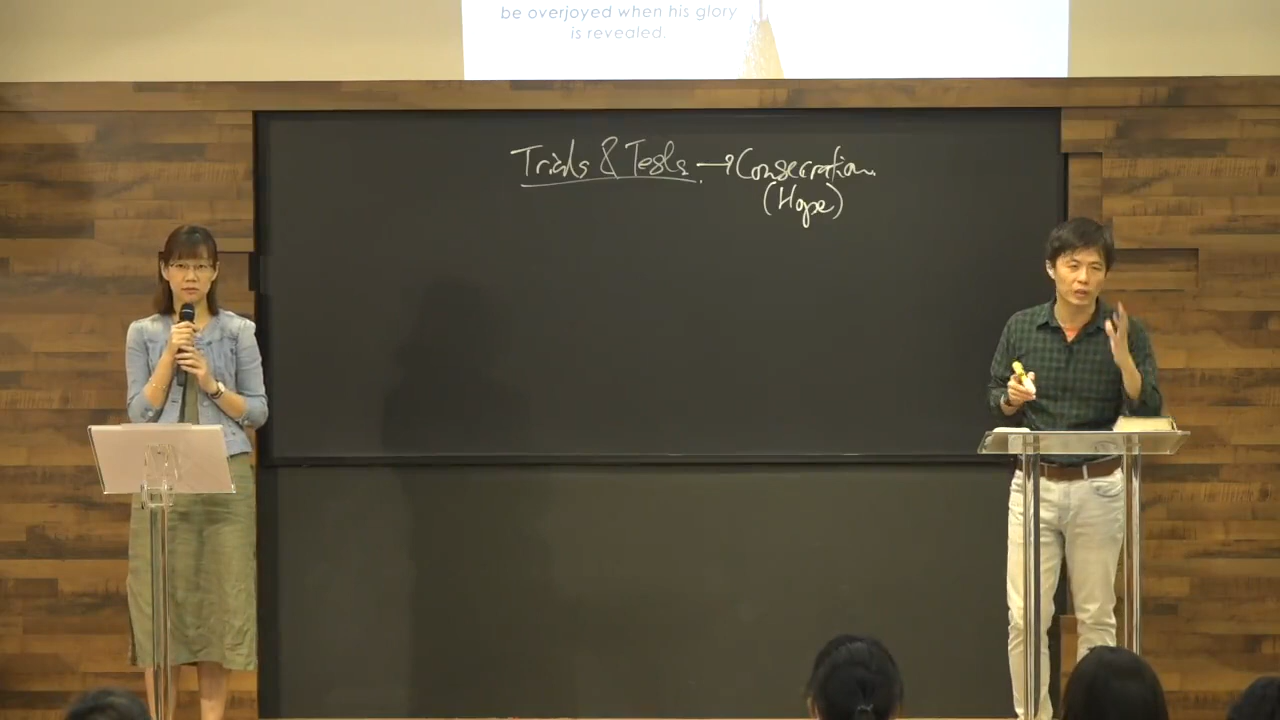 be overjoyed when his glory
is revealed.
Trials & Tests. → Consecration.
(Hope)